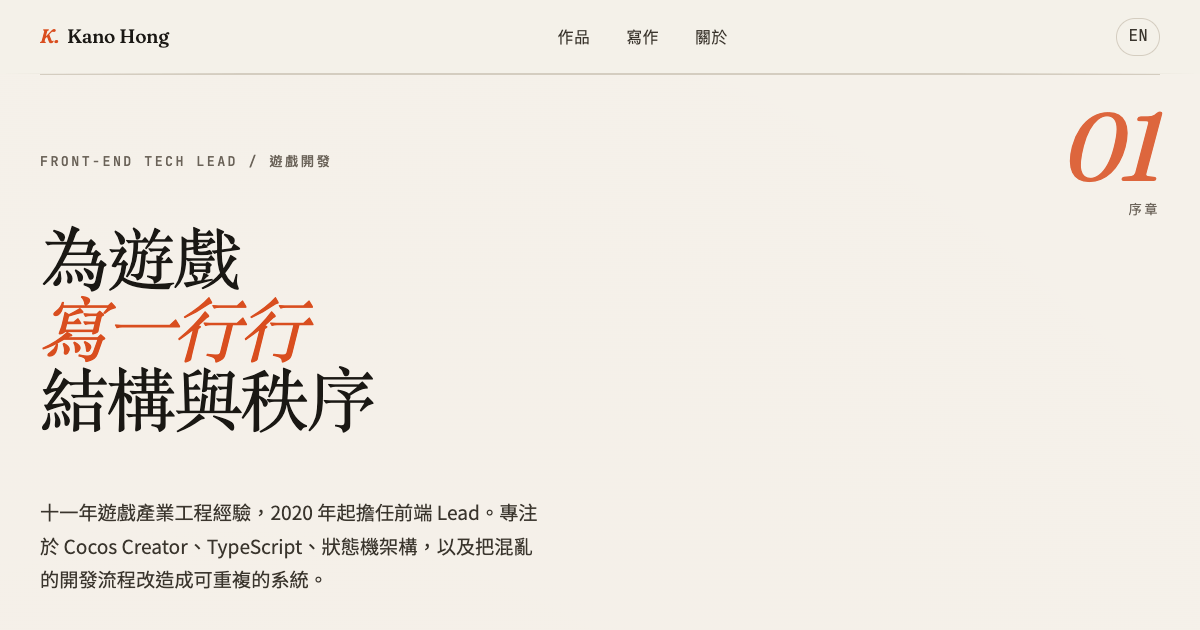 K. Kano Hong
作品
寫作
關於
EN
01
序章
FRONT-END TECH LEAD / 遊戲開發
為遊戲
寫一行行
結構與秩序
十一年遊戲產業工程經驗，2020 年起擔任前端 Lead。專注
於 Cocos Creator、TypeScript、狀態機架構，以及把混亂
的開發流程改造成可重複的系統。